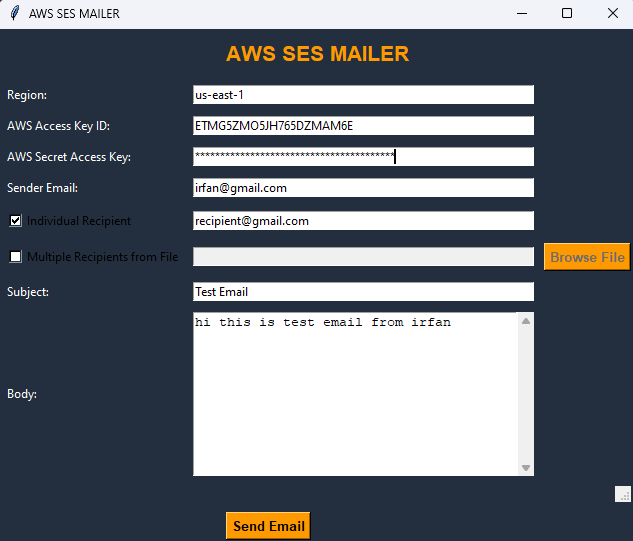 AWS SES MAILER
AWS SES MAILER
Region: us-east-1
AWS Access Key ID: ETMG5ZMO5JH765DZMAM6E
AWS Secret Access Key: ****************************************
Sender Email: irfan@gmail.com
Individual Recipient recipient@gmail.com
Multiple Recipients from File Browse File
Subject: Test Email
hi this is test email from irfan
Body:
Send Email